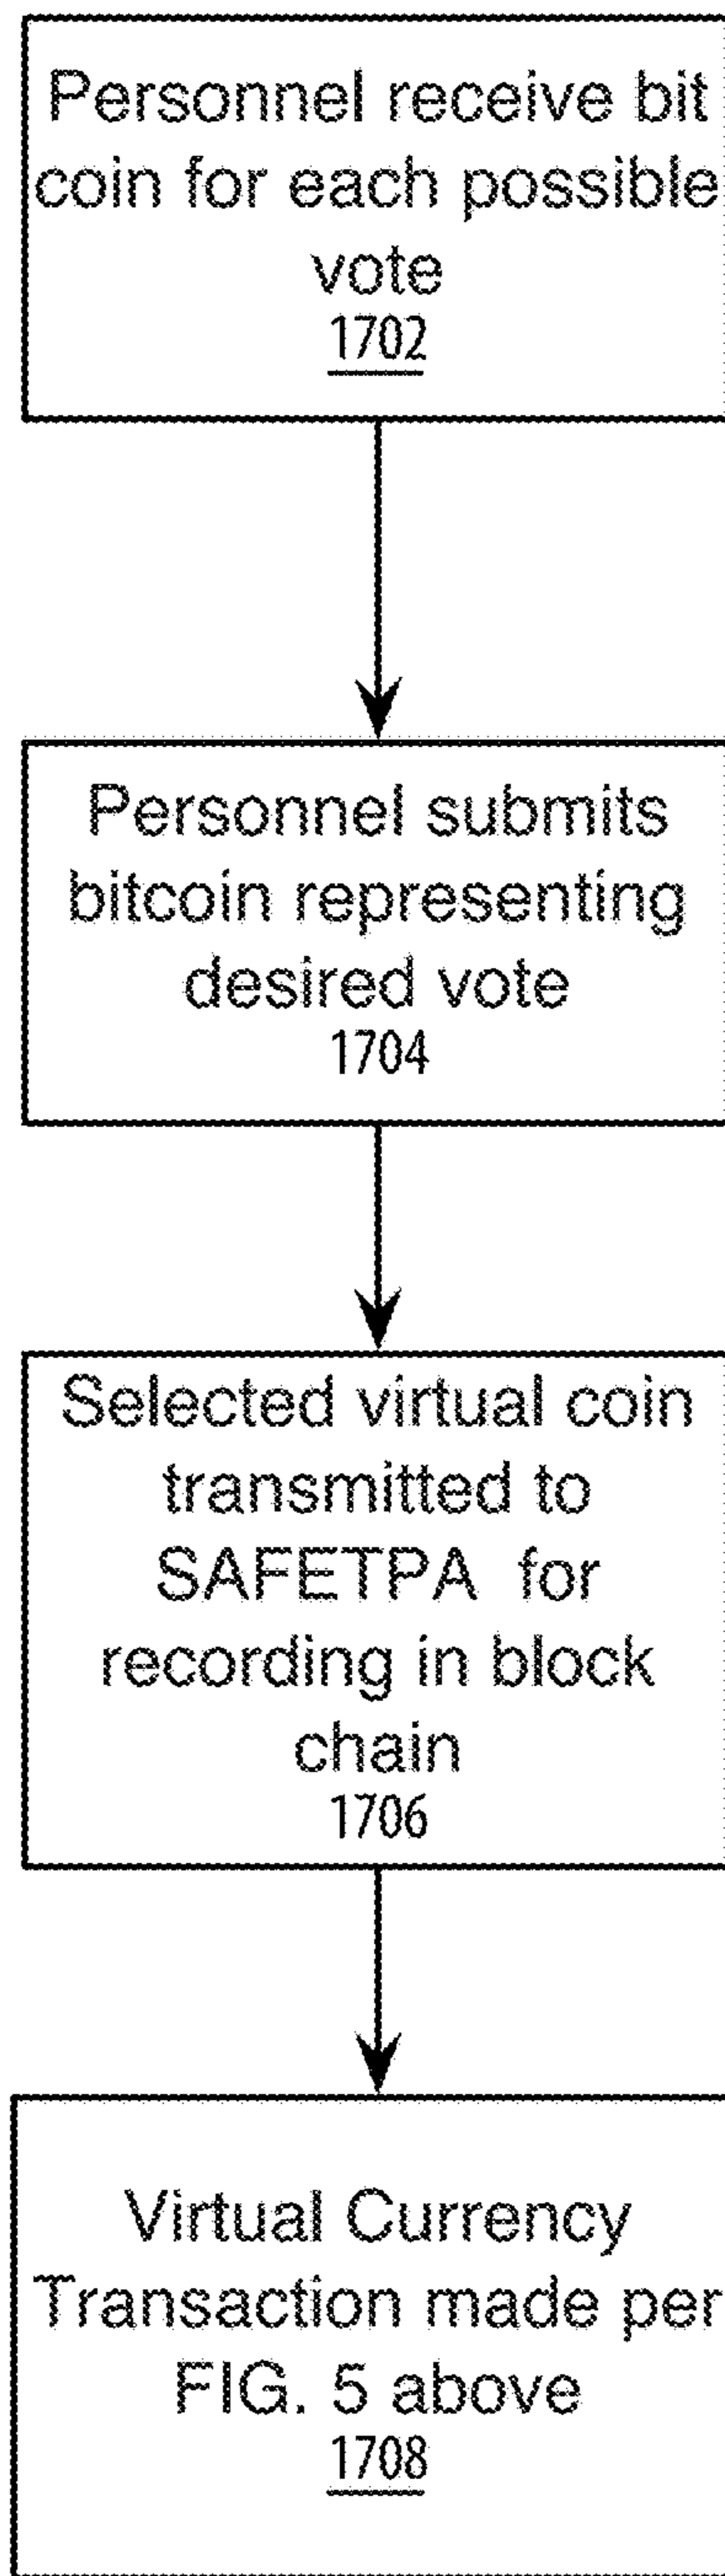 Personnel receive bit
coin for each possible
vote
1702
Personnel submits
bitcoin representing
desired vote
1704
Selected virtual coin
transmitted to
SAFETPA for
recording in block
chain
1706
Virtual Currency
Transaction made per
FIG. 5 above
1708